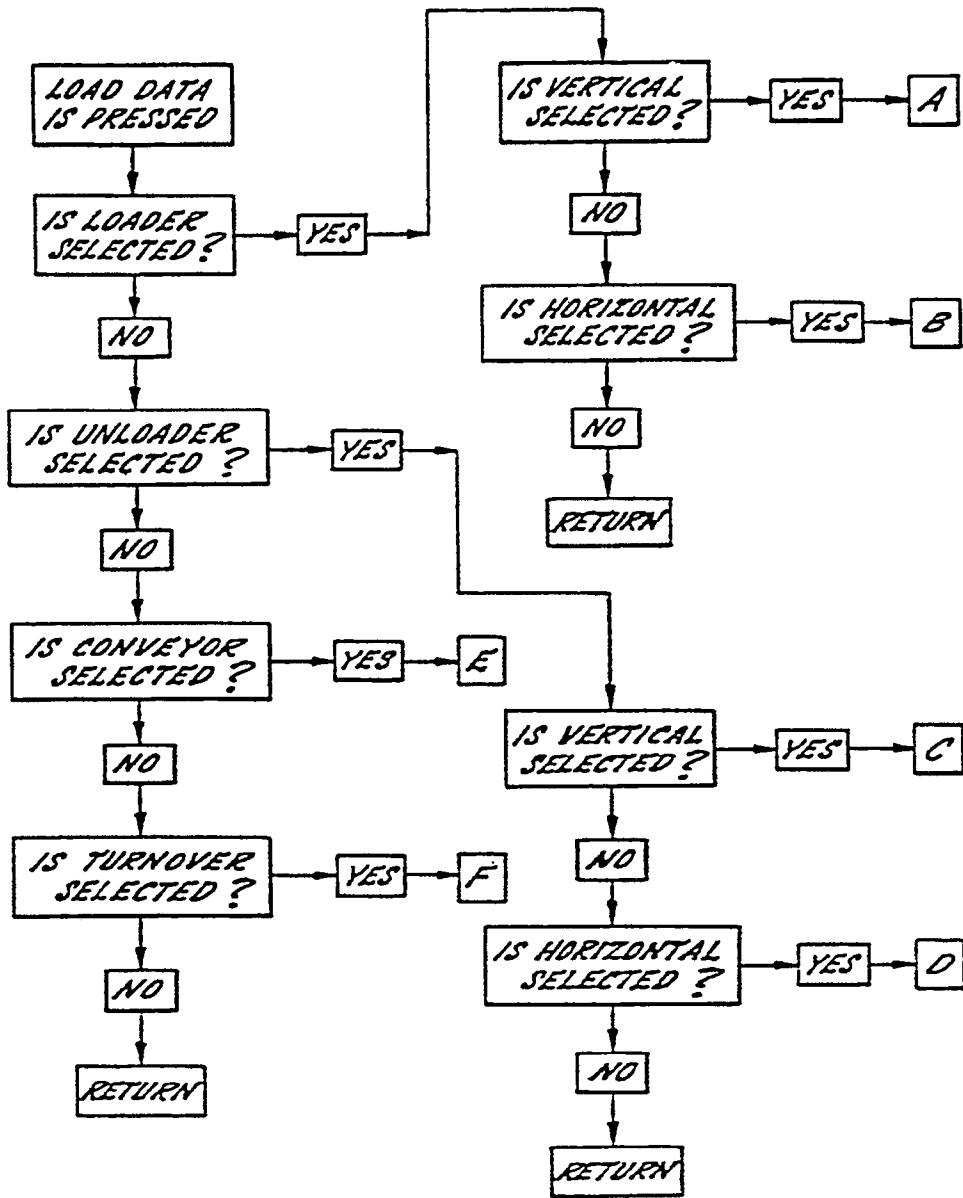 LOAD DATA
IS PRESSED
IS LOADER
SELECTED?
YES
NO
IS VERTICAL
SELECTED?
YES
A
NO
IS HORIZONTAL
SELECTED?
YES
B
NO
RETURN
IS UNLOADER
SELECTED?
YES
NO
IS CONVEYOR
SELECTED?
YES
E
NO
IS TURNOVER
SELECTED?
YES
F
NO
RETURN
IS VERTICAL
SELECTED?
YES
C
NO
IS HORIZONTAL
SELECTED?
YES
D
NO
RETURN